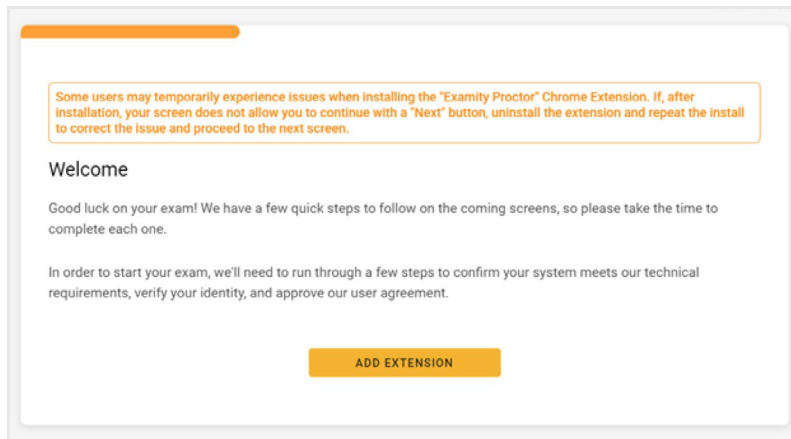 Some users may temporarily experience issues when installing the "Examity Proctor" Chrome Extension. If, after
installation, your screen does not allow you to continue with a "Next" button, uninstall the extension and repeat the install
to correct the issue and proceed to the next screen.
Welcome
Good luck on your exam! We have a few quick steps to follow on the coming screens, so please take the time to
complete each one.
In order to start your exam, we'll need to run through a few steps to confirm your system meets our technical
requirements, verify your identity, and approve our user agreement.
ADD EXTENSION